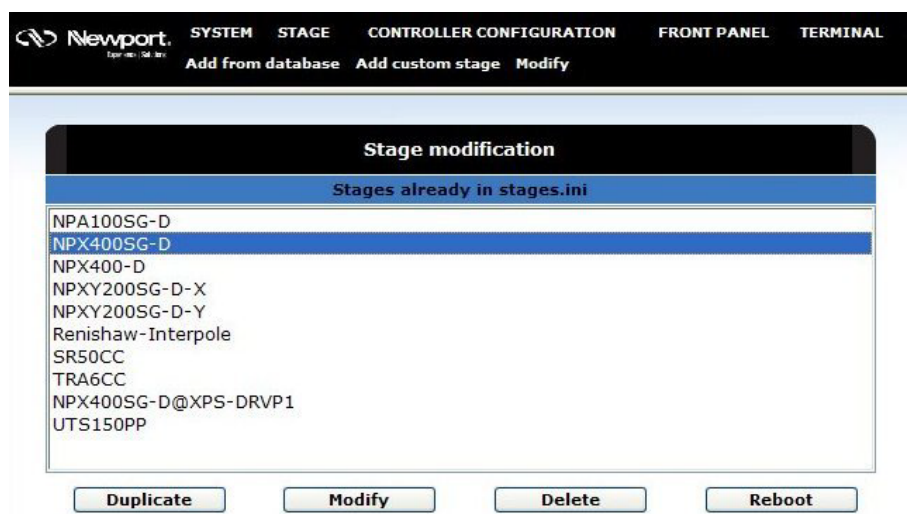 Newport. SYSTEM STAGE CONTROLLER CONFIGURATION FRONT PANEL TERMINAL
Experience | Solutions
Add from database Add custom stage Modify
Stage modification
Stages already in stages.ini
NPA100SG-D
NPX400SG-D
NPX400-D
NPXY200SG-D-X
NPXY200SG-D-Y
Renishaw-Interpole
SR50CC
TRA6CC
NPX400SG-D@XPS-DRVP1
UTS150PP
Duplicate Modify Delete Reboot